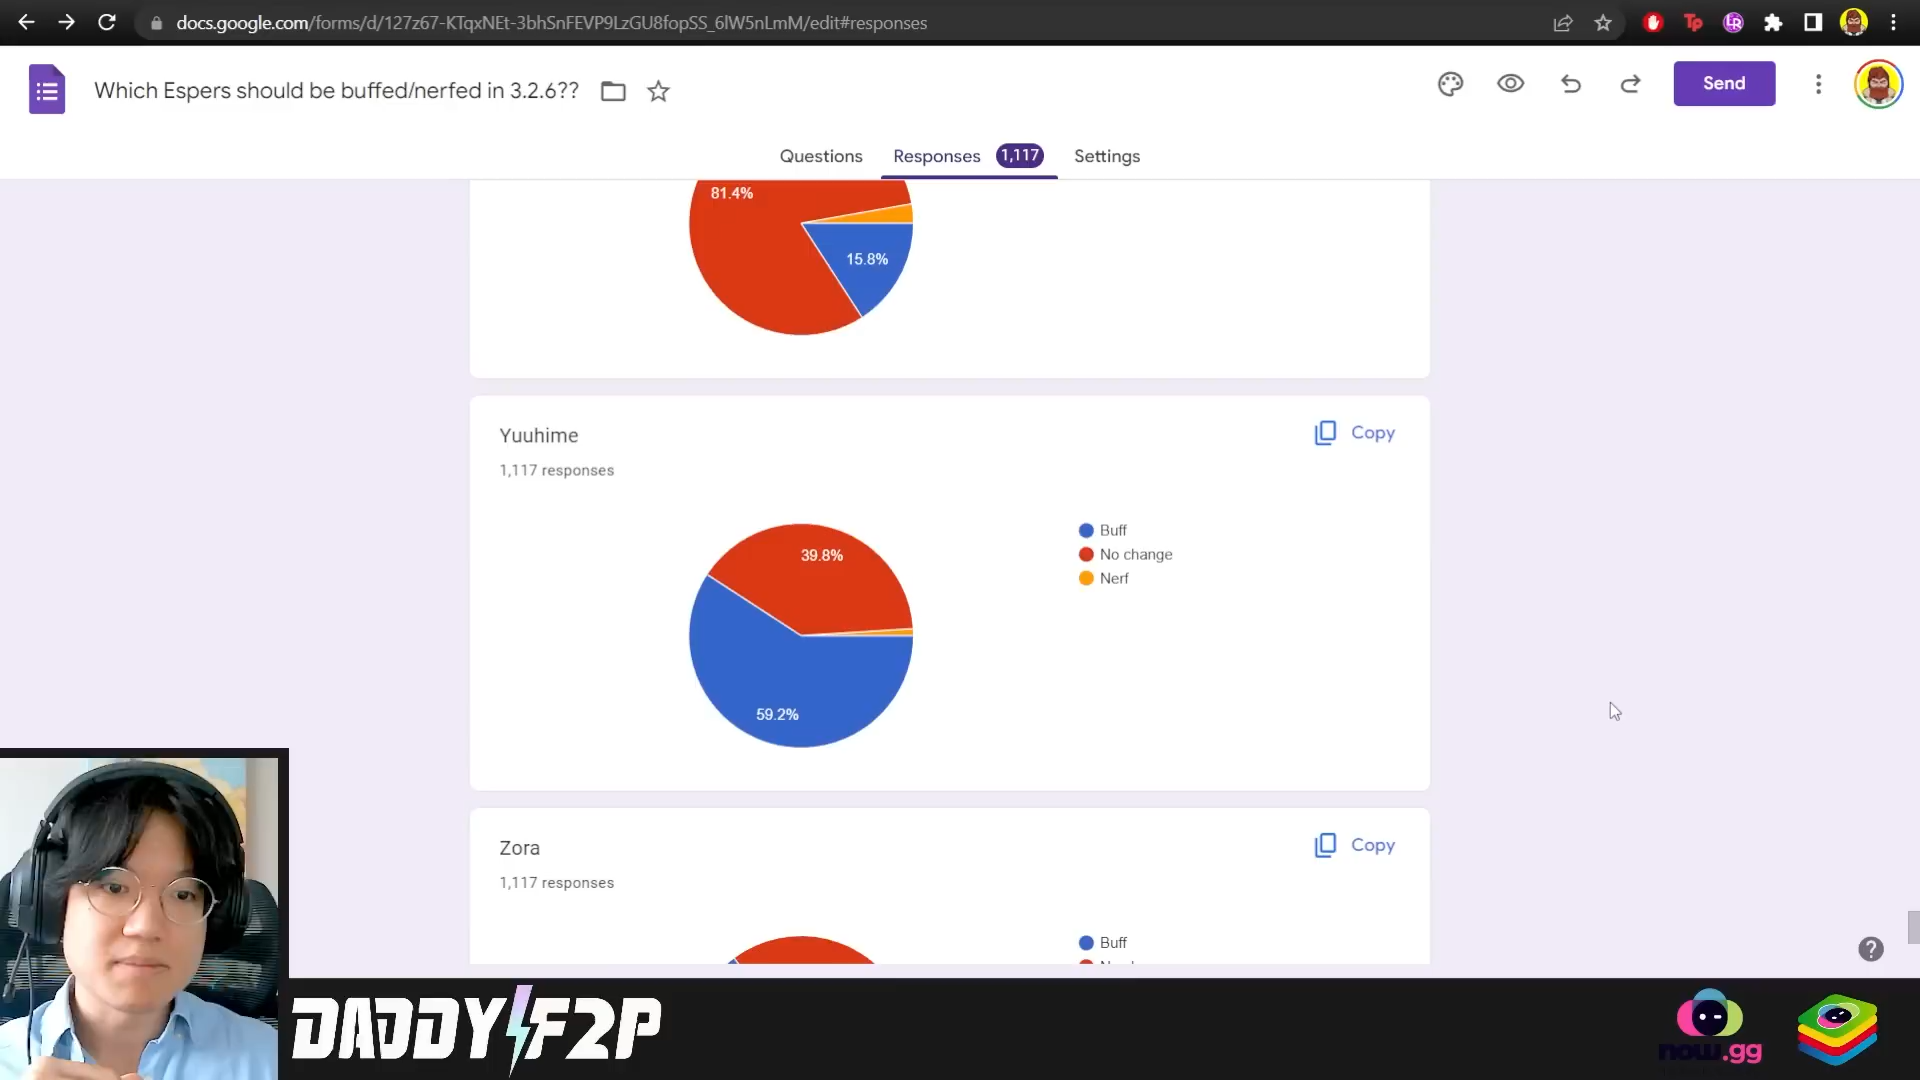 docs.google.com/forms/d/127z67-KTqxNEt-3bhSnFEVP9LzGU8fopSS_6lW5nLmM/edit#responses
Which Espers should be buffed/nerfed in 3.2.6??
Send
Questions
Responses 1,117
Settings
81.4%
15.8%
Yuuhime
Copy
1,117 responses
39.8%
59.2%
Buff
No change
Nerf
Zora
Copy
1,117 responses
Buff
DADDY F2P
now.gg